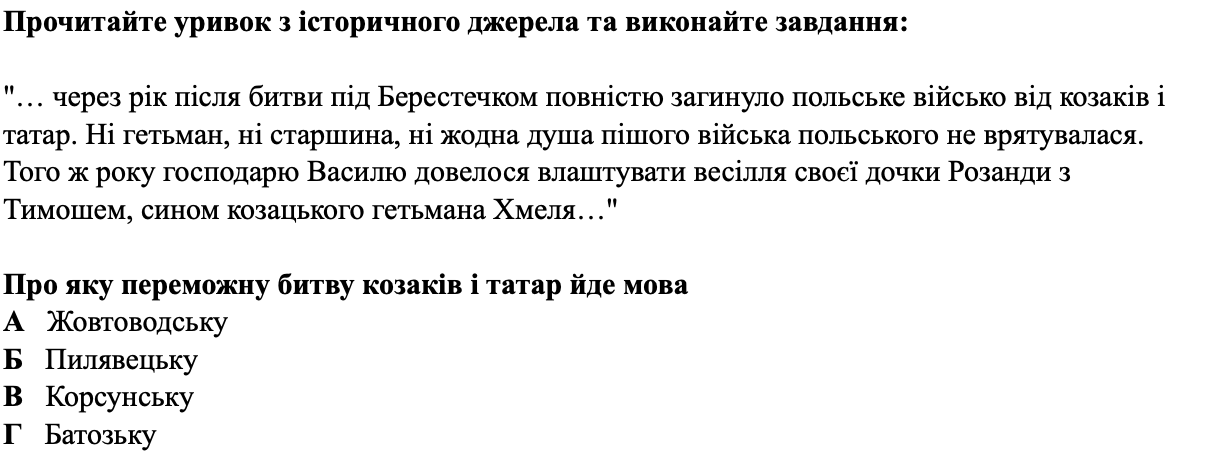 Прочитайте уривок з історичного джерела та виконайте завдання:
"… через рік після битви під Берестечком повністю загинуло польське військо від козаків і
татар. Ні гетьман, ні старшина, ні жодна душа пішого війська польського не врятувалася.
Того ж року господарю Василю довелося влаштувати весілля своєї дочки Розанди з
Тимошем, сином козацького гетьмана Хмеля…"
Про яку переможну битву козаків і татар йде мова
А Жовтоводську
Б Пилявецьку
В Корсунську
Г Батозьку